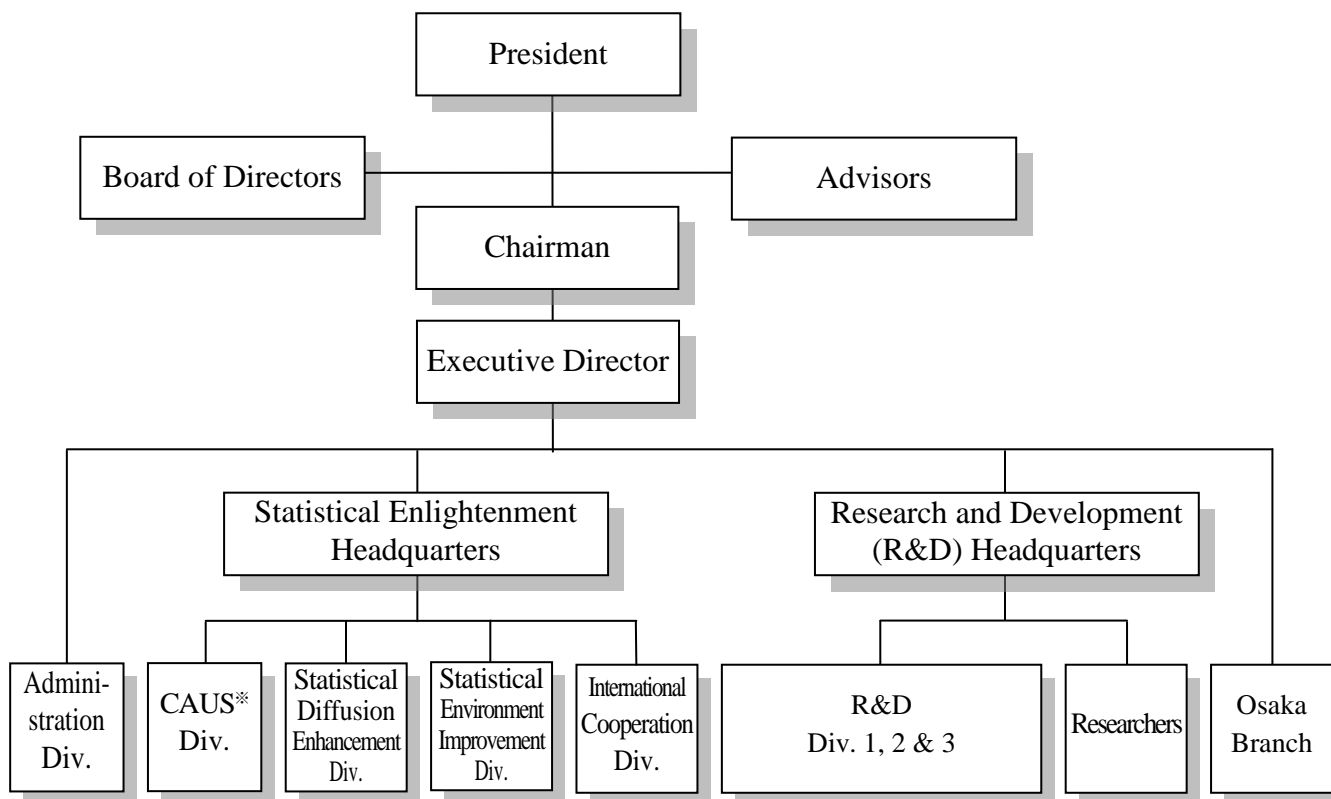 President
Board of Directors
Advisors
Chairman
Executive Director
Statistical Enlightenment
Headquarters
Research and Development
(R&D) Headquarters
Admini-
stration
Div.
CAUS※
Div.
Statistical
Diffusion
Enhancement
Div.
Statistical
Environment
Improvement
Div.
International
Cooperation
Div.
R&D
Div. 1, 2 & 3
Researchers
Osaka
Branch